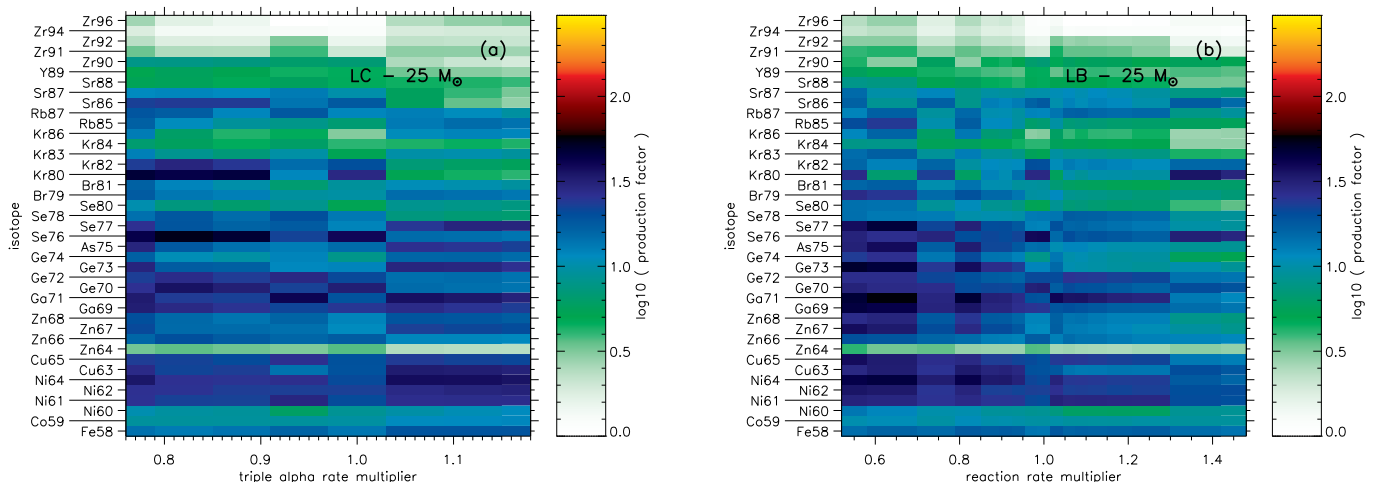 Zr96
Zr94
Zr92
Zr91
Zr90
Y89
Sr88
Sr87
Sr86
Rb87
Rb85
Kr86
Kr84
Kr83
Kr82
Kr80
Br81
Br79
Se80
Se78
Se77
Se76
As75
Ge74
Ge73
Ge72
Ge70
Ga71
Ga69
Zn68
Zn67
Zn66
Zn64
Cu65
Cu63
Ni64
Ni62
Ni61
Ni60
Co59
Fe58
isotope
(a)
LC - 25 M☉
0.8
0.9
1.0
1.1
triple alpha rate multiplier
2.0
1.5
1.0
0.5
0.0
log10 ( production factor )
Zr96
Zr94
Zr92
Zr91
Zr90
Y89
Sr88
Sr87
Sr86
Rb87
Rb85
Kr86
Kr84
Kr83
Kr82
Kr80
Br81
Br79
Se80
Se78
Se77
Se76
As75
Ge74
Ge73
Ge72
Ge70
Ga71
Ga69
Zn68
Zn67
Zn66
Zn64
Cu65
Cu63
Ni64
Ni62
Ni61
Ni60
Co59
Fe58
isotope
(b)
LB - 25 M☉
0.6
0.8
1.0
1.2
1.4
reaction rate multiplier
2.0
1.5
1.0
0.5
0.0
log10 ( production factor )